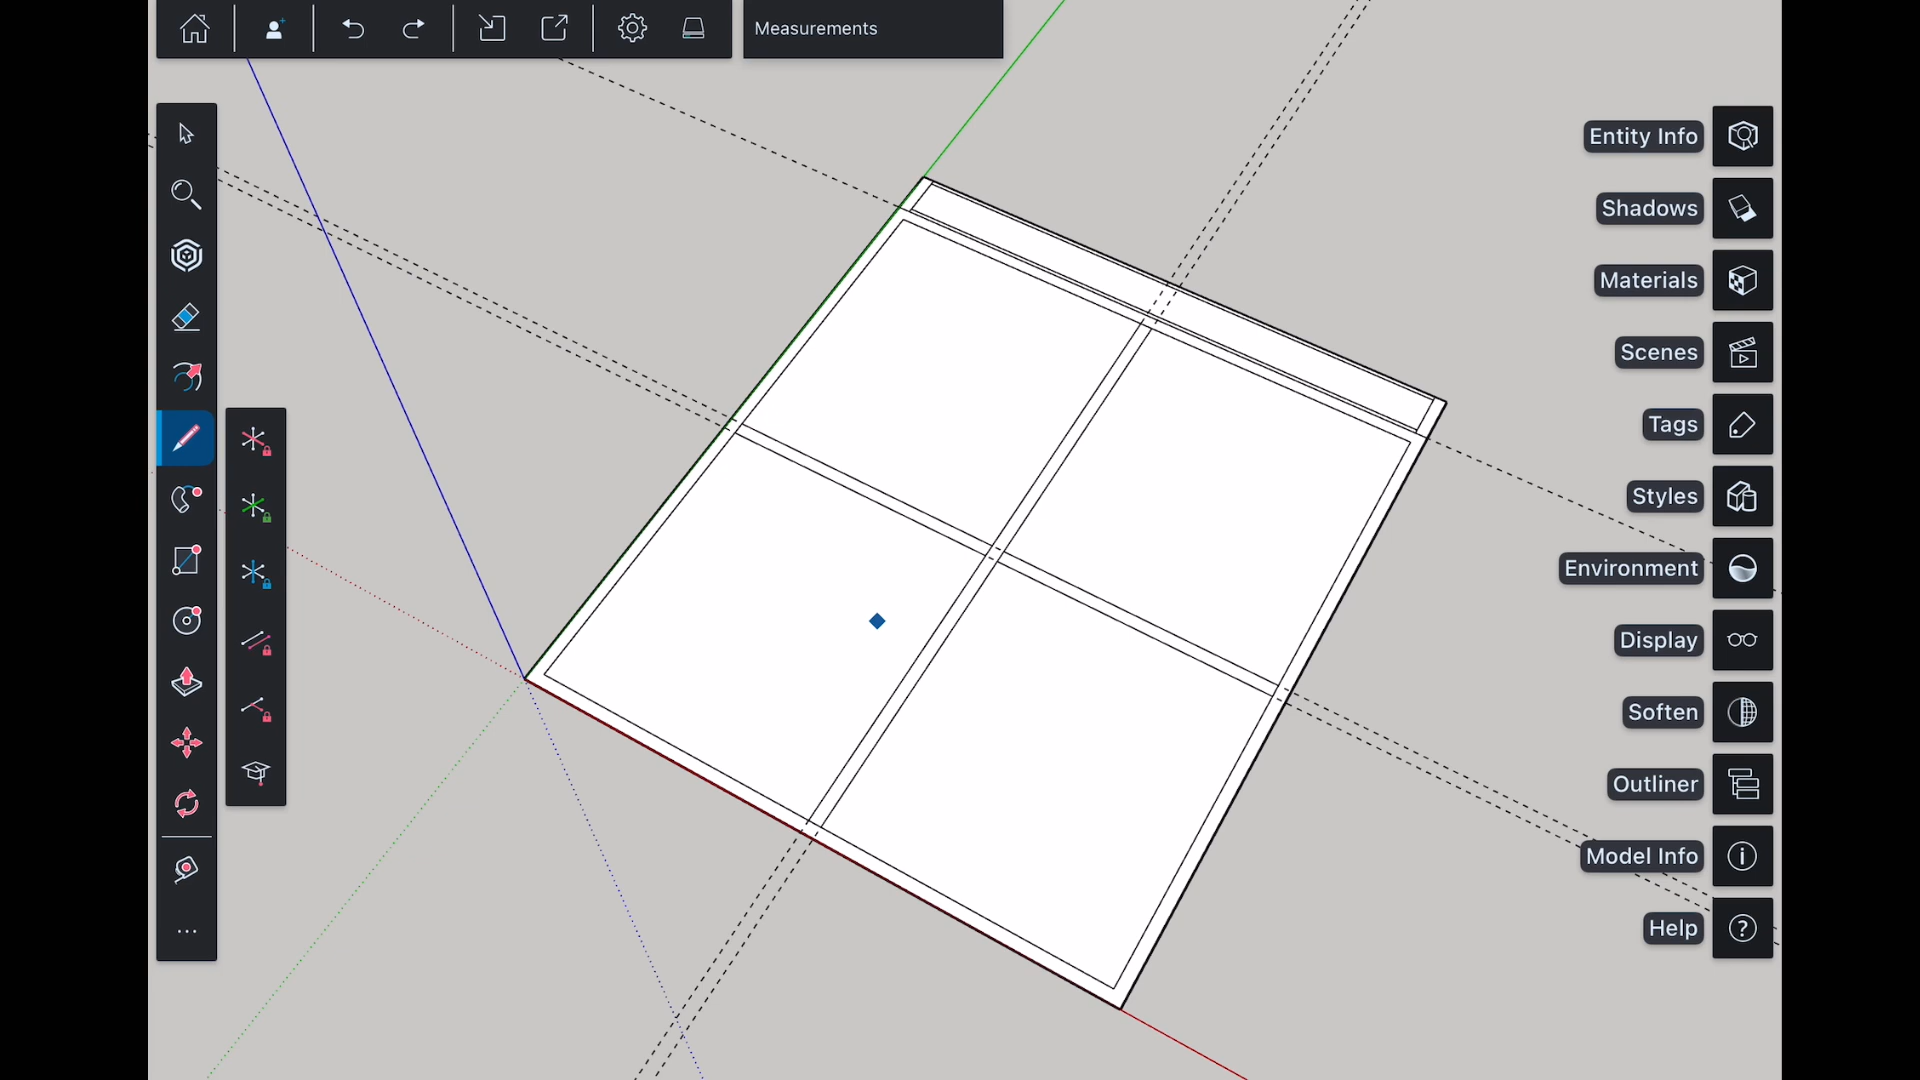 Measurements
Entity Info
Shadows
Materials
Scenes
Tags
Styles
Environment
Display
Soften
Outliner
Model Info
Help